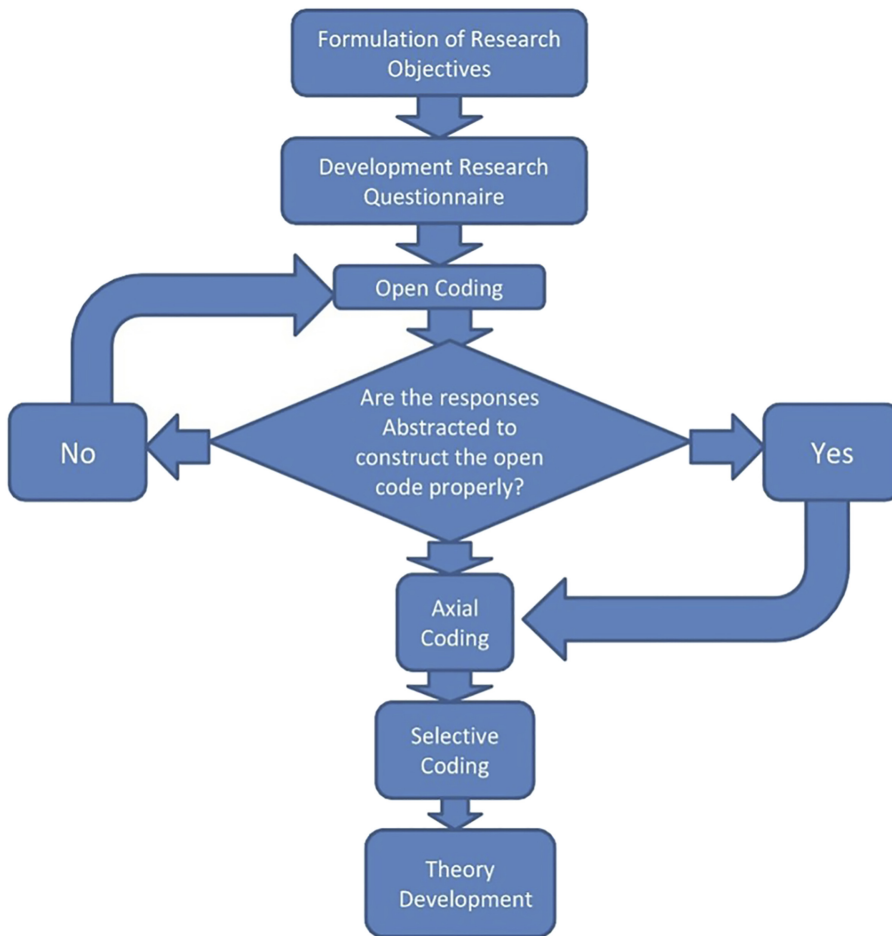 Formulation of Research
Objectives
Development Research
Questionnaire
Open Coding
Are the responses
Abstracted to
construct the open
code properly?
No
Yes
Axial
Coding
Selective
Coding
Theory
Development